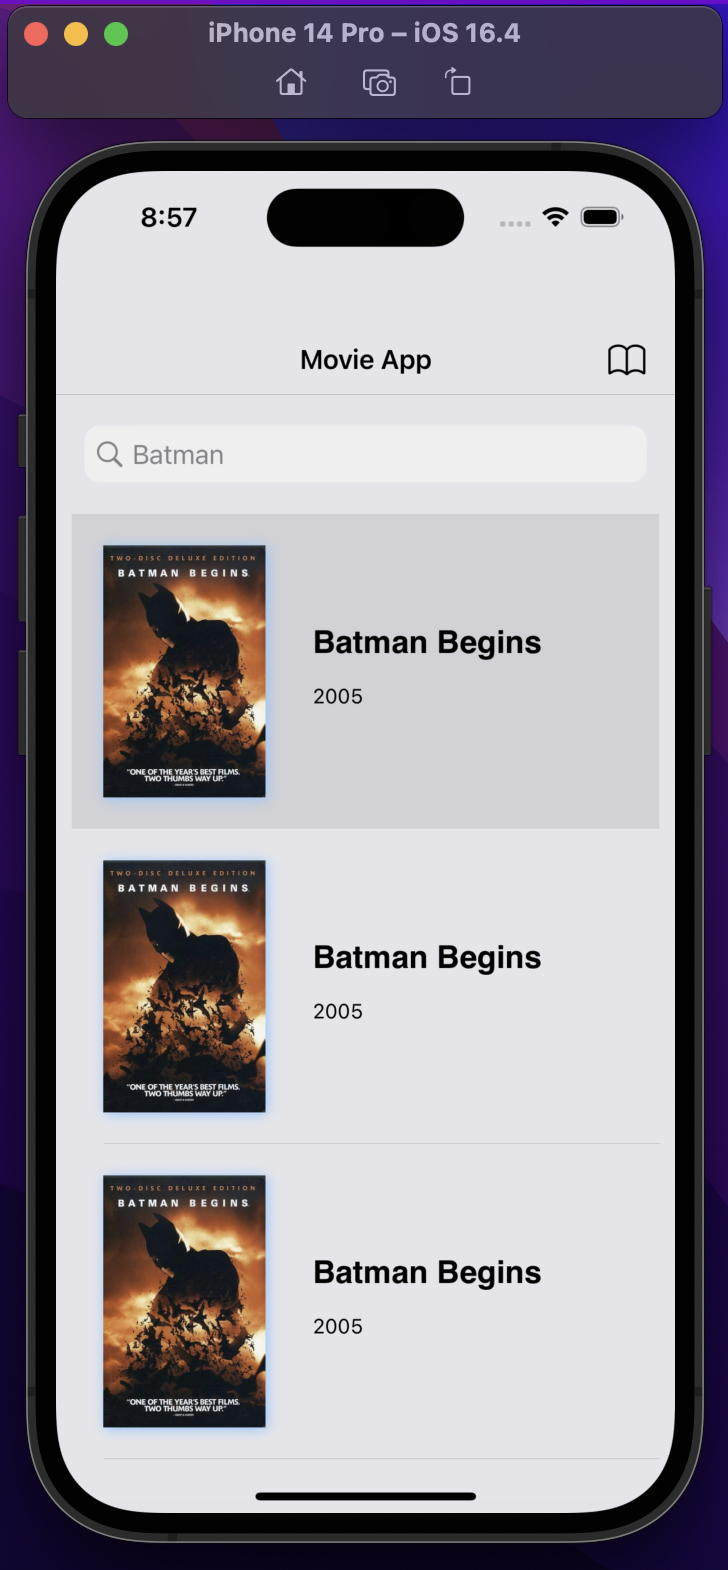 iPhone 14 Pro – iOS 16.4
8:57
Movie App
Batman
TWO-DISC DELUXE EDITION
BATMAN BEGINS
"ONE OF THE YEAR'S BEST FILMS.
TWO THUMBS WAY UP."
Batman Begins
2005
TWO-DISC DELUXE EDITION
BATMAN BEGINS
"ONE OF THE YEAR'S BEST FILMS.
TWO THUMBS WAY UP."
Batman Begins
2005
TWO-DISC DELUXE EDITION
BATMAN BEGINS
"ONE OF THE YEAR'S BEST FILMS.
TWO THUMBS WAY UP."
Batman Begins
2005